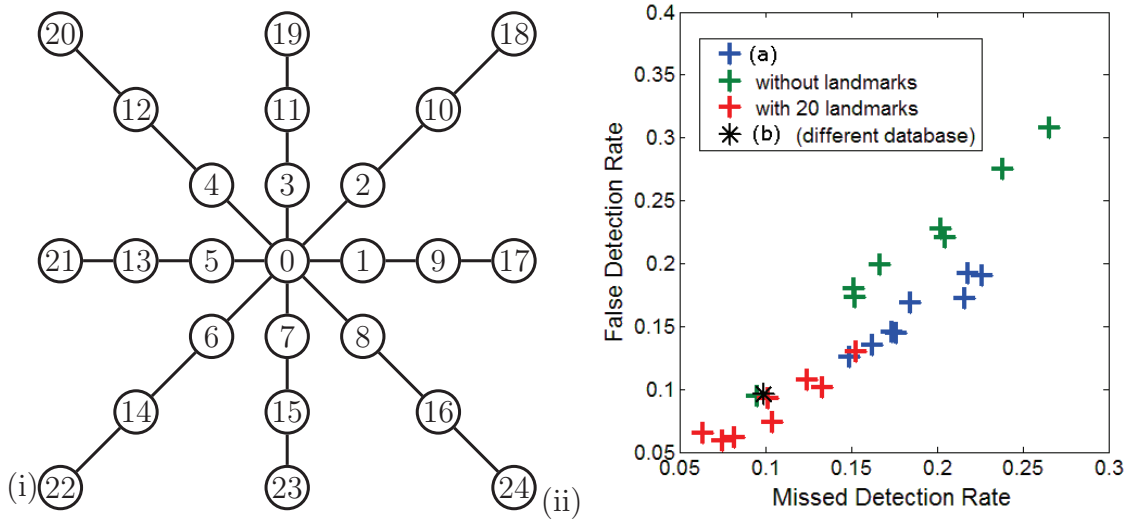 20 19 18
12 11 10
4 3 2
21 13 5 0 1 9 17
6 7 8
14 15 16
(i) 22 23 24 (ii)
0.4
0.35
0.3
0.25
0.2
0.15
0.1
0.05
False Detection Rate
(a)
without landmarks
with 20 landmarks
(b) (different database)
0.05 0.1 0.15 0.2 0.25 0.3
Missed Detection Rate